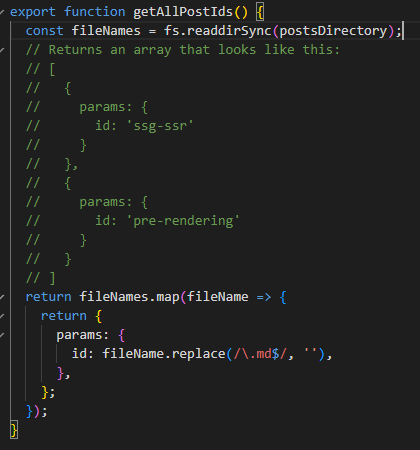 export function getAllPostIds() {
  const fileNames = fs.readdirSync(postsDirectory);
  // Returns an array that looks like this:
  // [
  //   {
  //     params: {
  //       id: 'ssg-ssr'
  //     }
  //   },
  //   {
  //     params: {
  //       id: 'pre-rendering'
  //     }
  //   }
  // ]
  return fileNames.map(fileName => {
    return {
      params: {
        id: fileName.replace(/\.md$/, ''),
      },
    };
  });
}